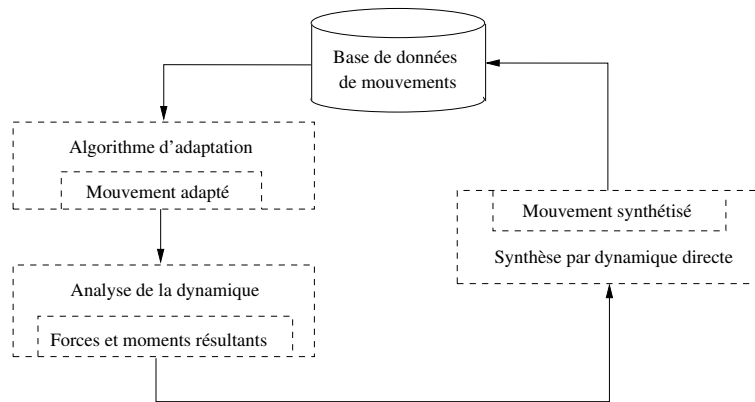 Base de données
de mouvements
Algorithme d'adaptation
Mouvement adapté
Mouvement synthétisé
Synthèse par dynamique directe
Analyse de la dynamique
Forces et moments résultants